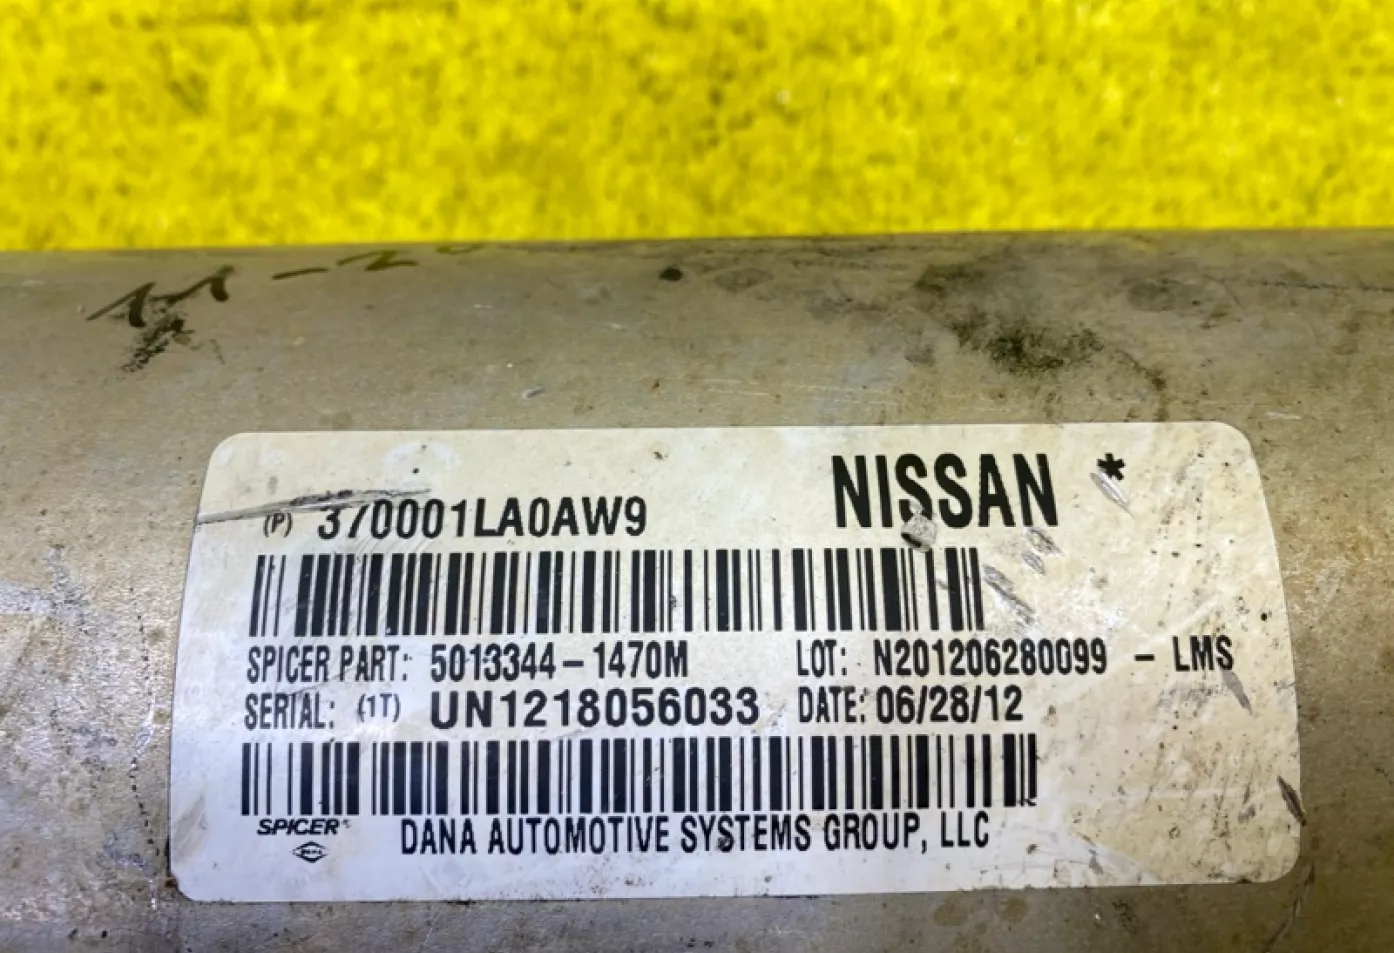 NISSAN *
(P) 370001LA0AW9
SPICER PART: 5013344-1470M LOT: N201206280099 - LMS
SERIAL: (1T) UN1218056033 DATE: 06/28/12
SPICER DANA AUTOMOTIVE SYSTEMS GROUP, LLC